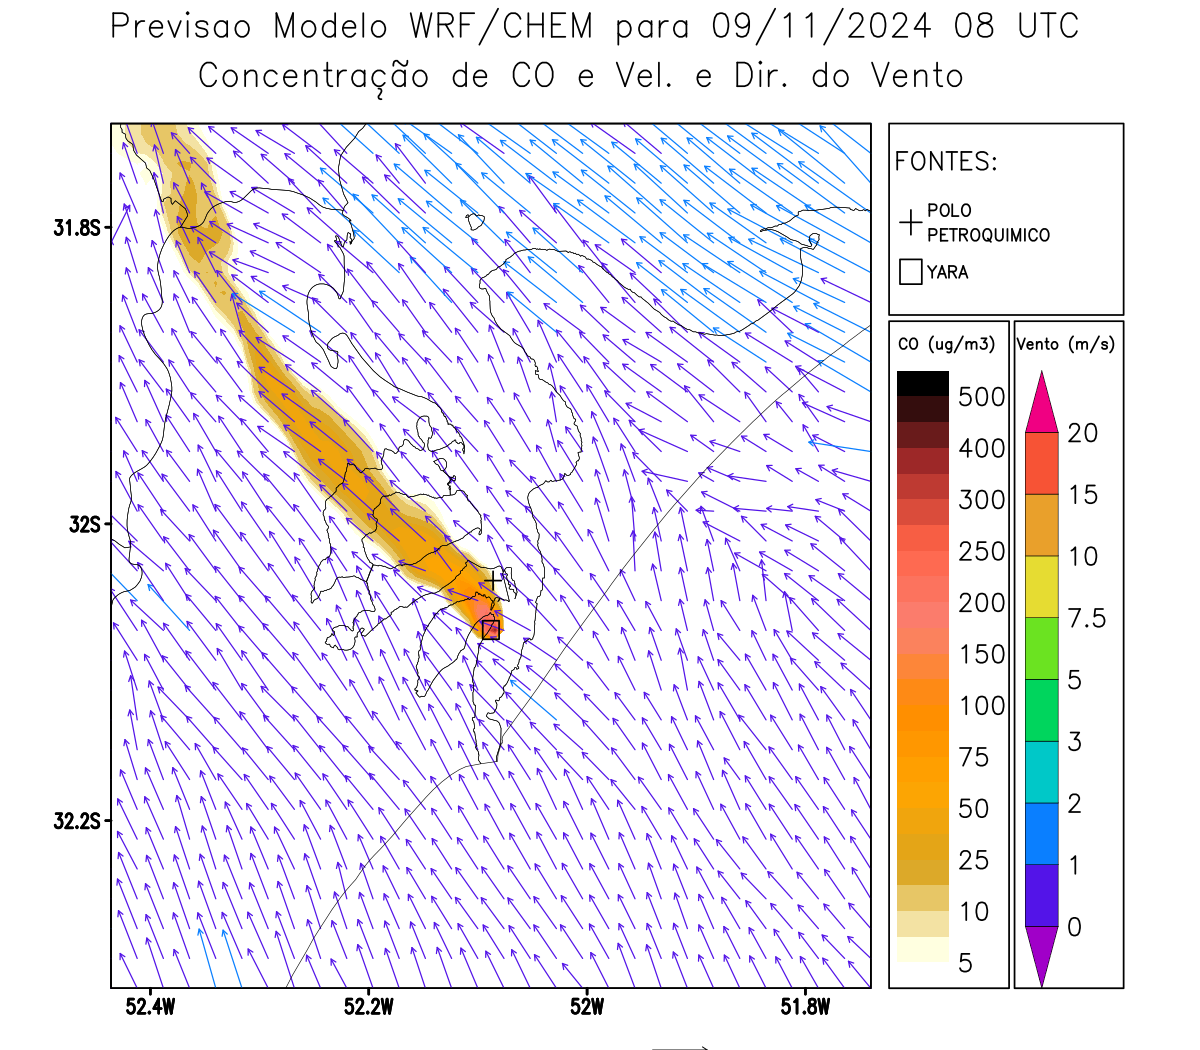 Previsao Modelo WRF/CHEM para 09/11/2024 08 UTC
Concentração de CO e Vel. e Dir. do Vento
FONTES:
POLO
PETROQUIMICO
YARA
CO (ug/m3)
500
400
300
250
200
150
100
75
50
25
10
5
Vento (m/s)
20
15
10
7.5
5
3
2
1
0
31.8S
32S
32.2S
52.4W
52.2W
52W
51.8W